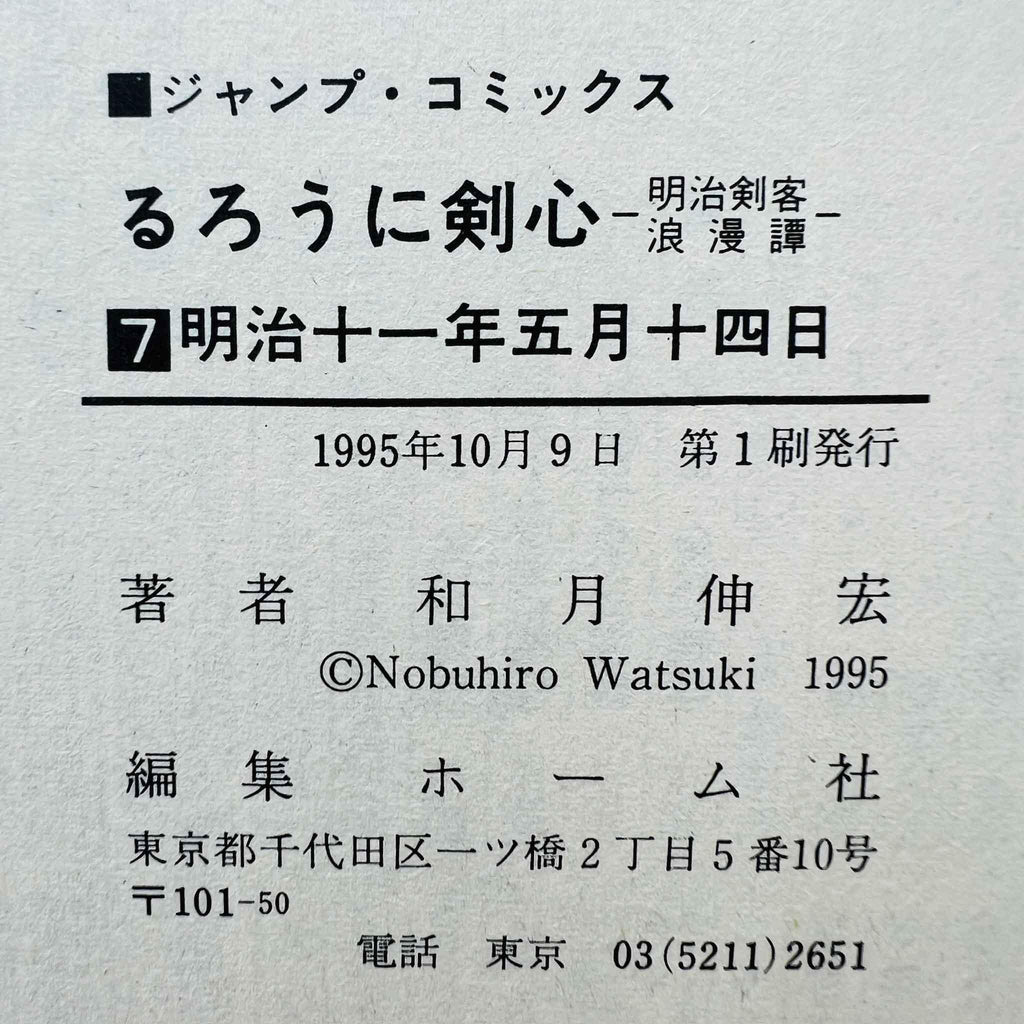 ■ジャンプ・コミックス
るろうに剣心−明治剣客浪漫譚−
7明治十一年五月十四日
1995年10月9日 第1刷発行
著者 和月伸宏
©Nobuhiro Watsuki 1995
編集 ホーム社
東京都千代田区一ツ橋2丁目5番10号
〒101-50
電話 東京 03(5211)2651